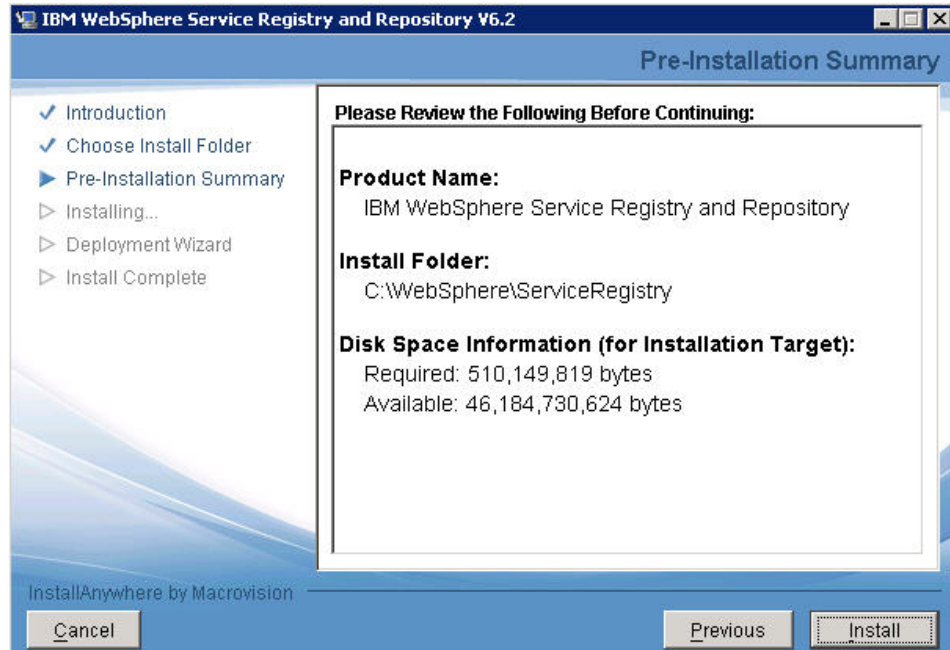 IBM WebSphere Service Registry and Repository V6.2
Pre-Installation Summary
Introduction
Choose Install Folder
Pre-Installation Summary
Installing...
Deployment Wizard
Install Complete
Please Review the Following Before Continuing:
Product Name:
IBM WebSphere Service Registry and Repository
Install Folder:
C:\WebSphere\ServiceRegistry
Disk Space Information (for Installation Target):
Required: 510,149,819 bytes
Available: 46,184,730,624 bytes
InstallAnywhere by Macrovision
Cancel
Previous
Install